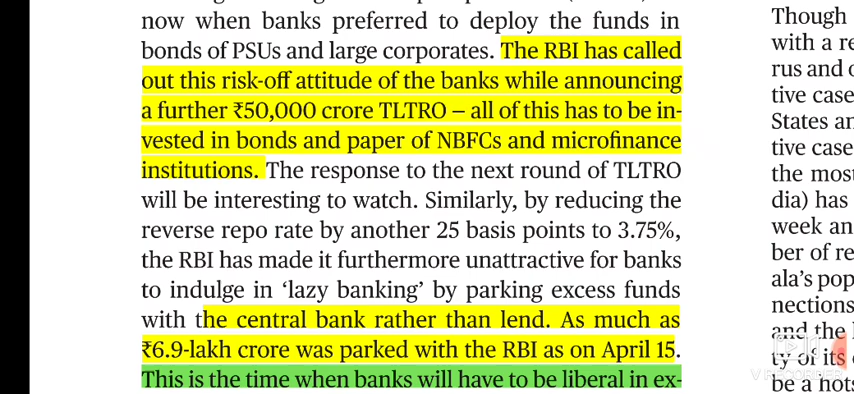 now when banks preferred to deploy the funds in
bonds of PSUs and large corporates. The RBI has called
out this risk-off attitude of the banks while announcing
a further ₹50,000 crore TLTRO – all of this has to be in-
vested in bonds and paper of NBFCs and microfinance
institutions. The response to the next round of TLTRO
will be interesting to watch. Similarly, by reducing the
reverse repo rate by another 25 basis points to 3.75%,
the RBI has made it furthermore unattractive for banks
to indulge in ‘lazy banking’ by parking excess funds
with the central bank rather than lend. As much as
₹6.9-lakh crore was parked with the RBI as on April 15.
This is the time when banks will have to be liberal in ex-
Though
with a re
rus and
tive case
States an
tive case
the most
dia) has
week an
ber of re
ala’s pop
nections
and the
ty of its
be a hots
V RECORDER